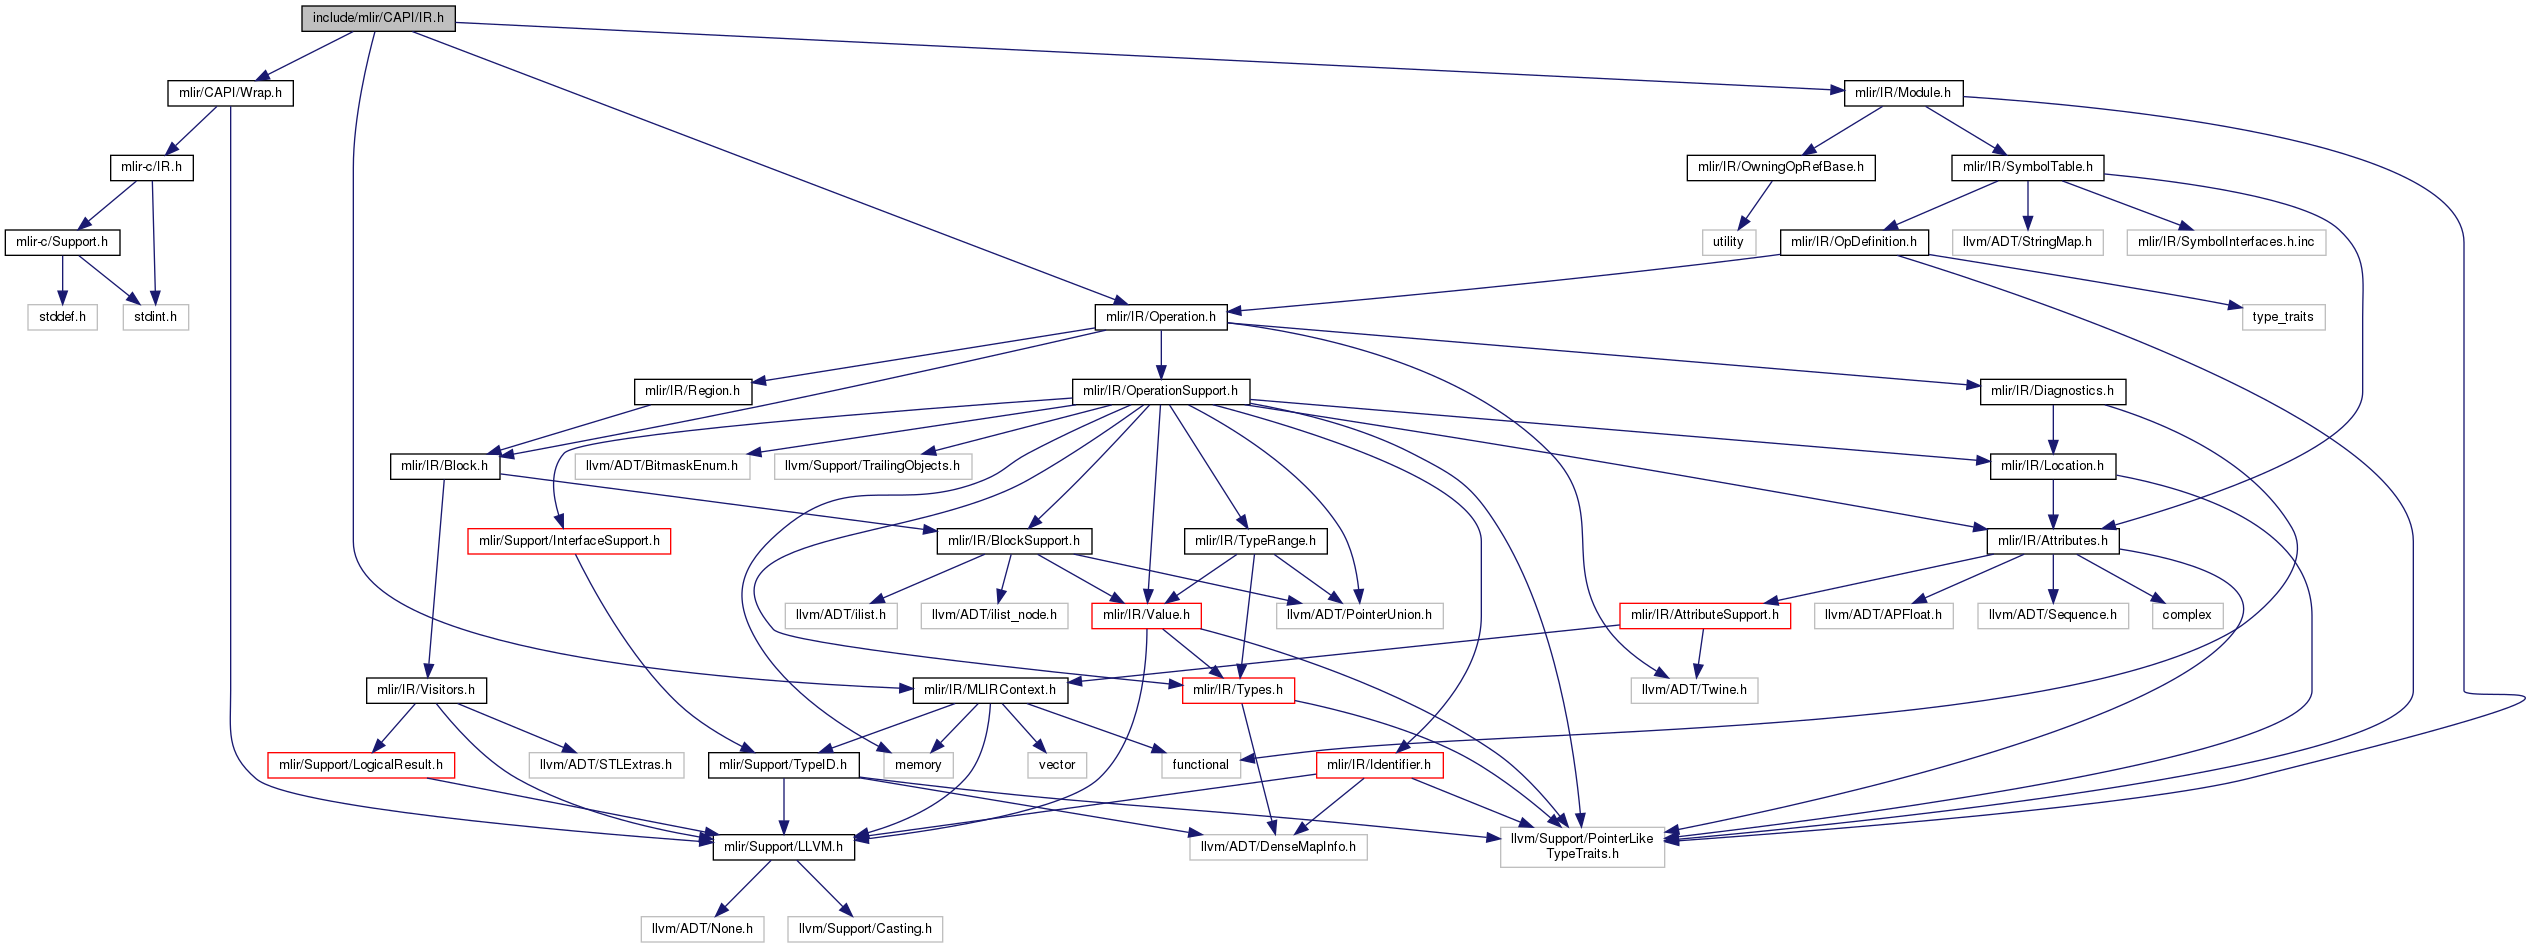 include/mlir/CAPI/IR.h
mlir/CAPI/Wrap.h
mlir/IR/Module.h
mlir-c/IR.h
mlir/IR/OwningOpRefBase.h
mlir/IR/SymbolTable.h
mlir-c/Support.h
utility
mlir/IR/OpDefinition.h
llvm/ADT/StringMap.h
mlir/IR/SymbolInterfaces.h.inc
stddef.h
stdint.h
mlir/IR/Operation.h
type_traits
mlir/IR/Region.h
mlir/IR/OperationSupport.h
mlir/IR/Diagnostics.h
mlir/IR/Block.h
llvm/ADT/BitmaskEnum.h
llvm/Support/TrailingObjects.h
mlir/IR/Location.h
mlir/Support/InterfaceSupport.h
mlir/IR/BlockSupport.h
mlir/IR/TypeRange.h
mlir/IR/Attributes.h
llvm/ADT/ilist.h
llvm/ADT/ilist_node.h
mlir/IR/Value.h
llvm/ADT/PointerUnion.h
mlir/IR/AttributeSupport.h
llvm/ADT/APFloat.h
llvm/ADT/Sequence.h
complex
mlir/IR/Visitors.h
mlir/IR/MLIRContext.h
mlir/IR/Types.h
llvm/ADT/Twine.h
mlir/Support/LogicalResult.h
llvm/ADT/STLExtras.h
mlir/Support/TypeID.h
memory
vector
functional
mlir/IR/Identifier.h
mlir/Support/LLVM.h
llvm/ADT/DenseMapInfo.h
llvm/Support/PointerLike
TypeTraits.h
llvm/ADT/None.h
llvm/Support/Casting.h